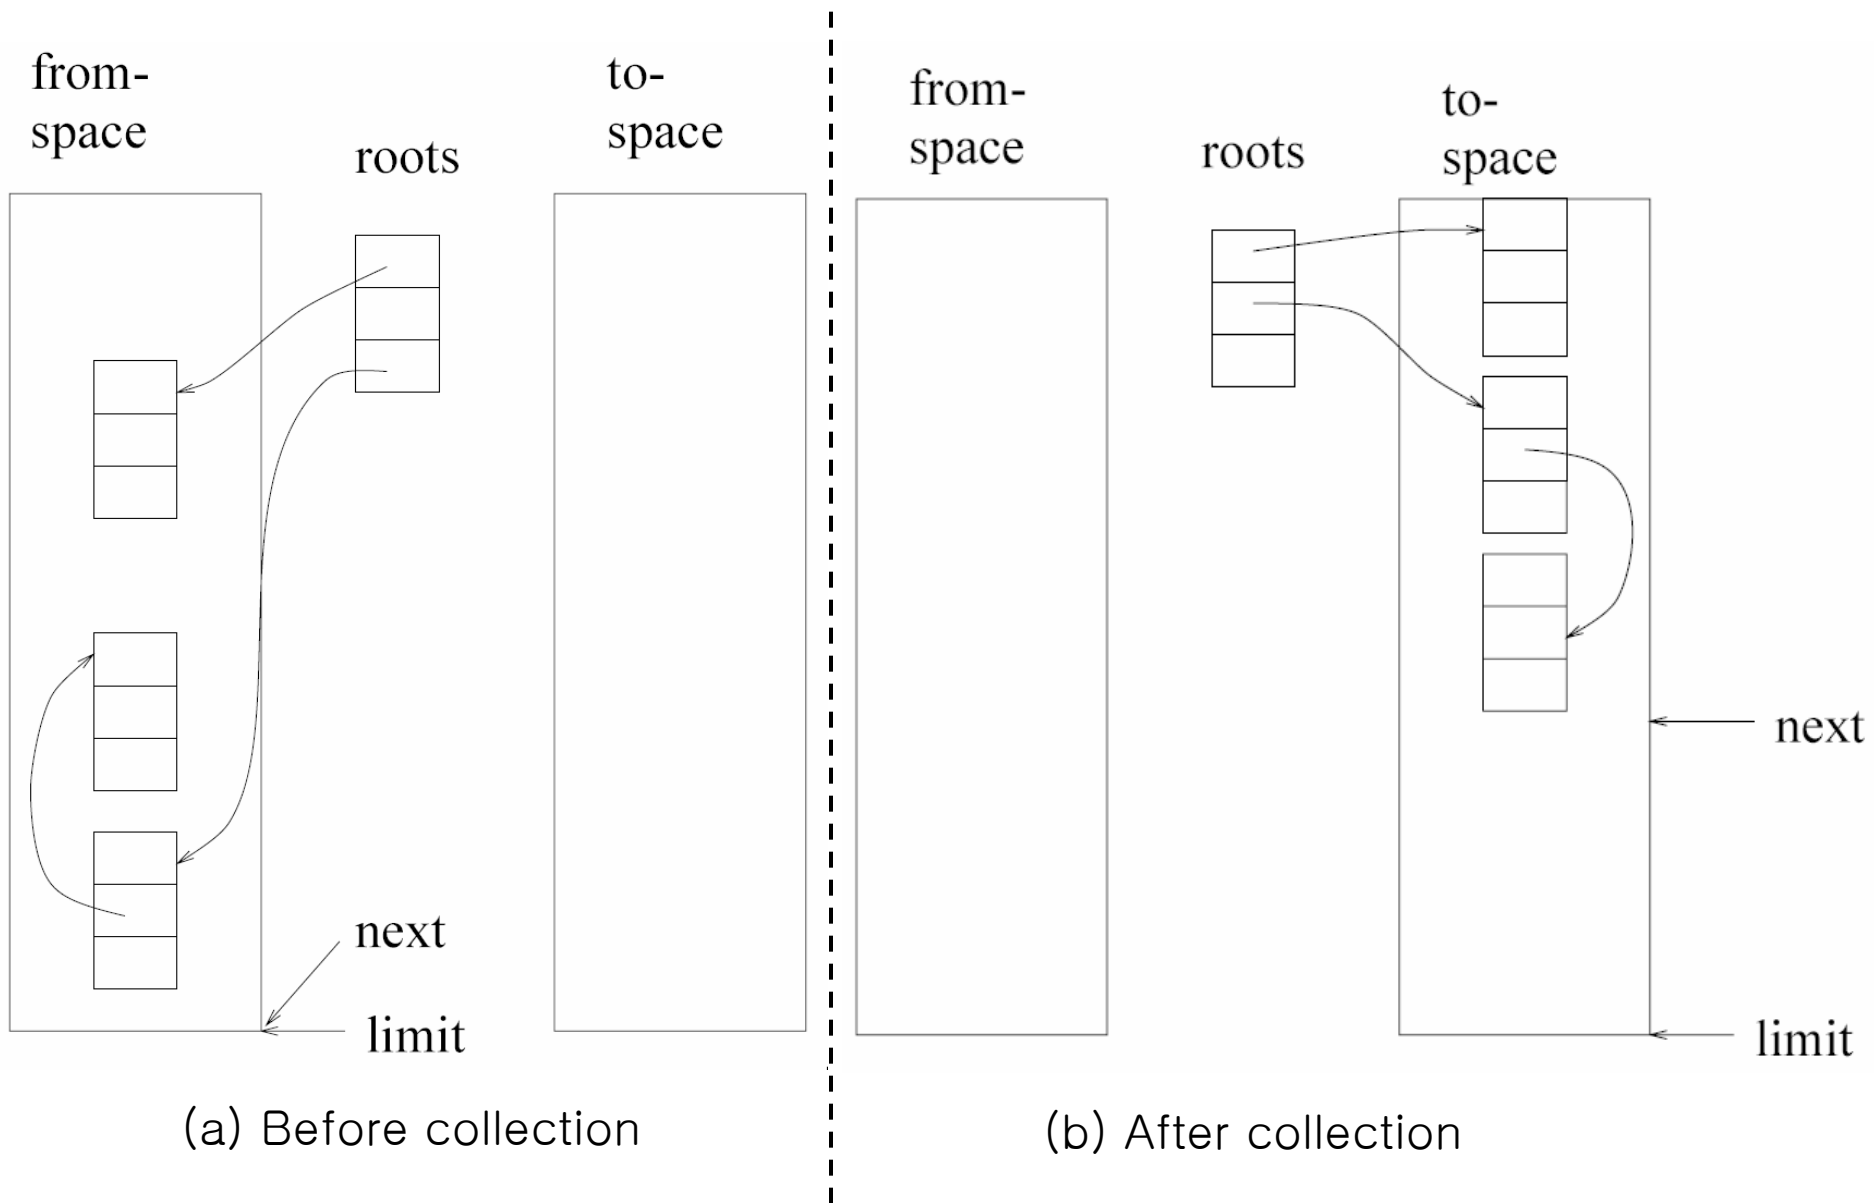 from-
space
roots
to-
space
next
limit
(a) Before collection
from-
space
roots
to-
space
next
limit
(b) After collection